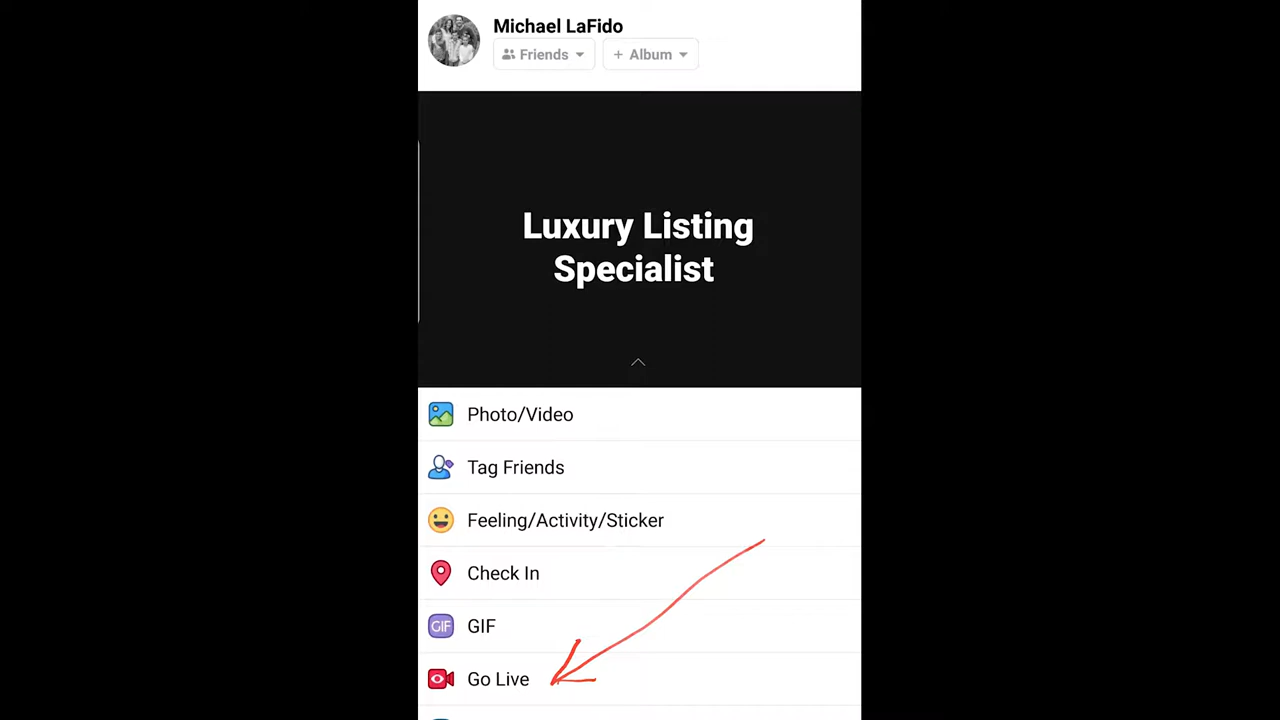 Michael LaFido
Friends
+ Album
Luxury Listing
Specialist
Photo/Video
Tag Friends
Feeling/Activity/Sticker
Check In
GIF GIF
Go Live